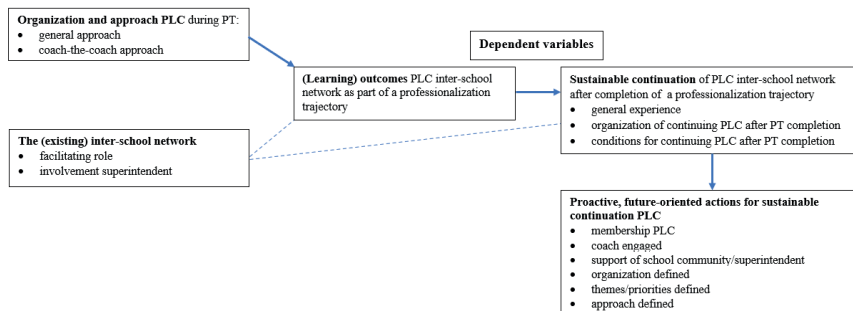 Organization and approach PLC during PT:
• general approach
• coach-the-coach approach
Dependent variables
(Learning) outcomes PLC inter-school
network as part of a professionalization
trajectory
Sustainable continuation of PLC inter-school network
after completion of a professionalization trajectory
• general experience
• organization of continuing PLC after PT completion
• conditions for continuing PLC after PT completion
The (existing) inter-school network
• facilitating role
• involvement superintendent
Proactive, future-oriented actions for sustainable
continuation PLC
• membership PLC
• coach engaged
• support of school community/superintendent
• organization defined
• themes/priorities defined
• approach defined